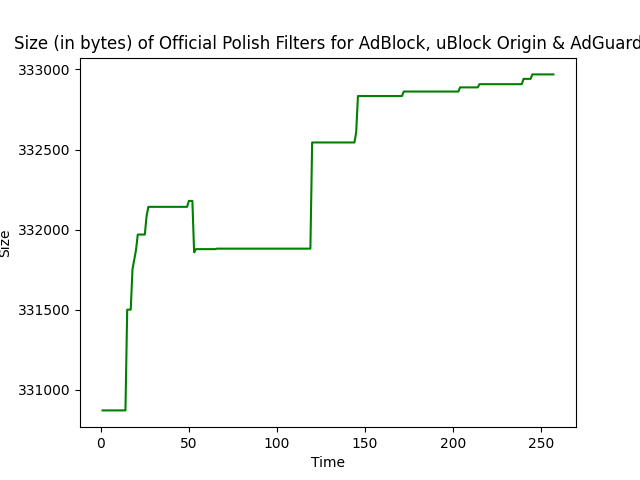 Size (in bytes) of Official Polish Filters for AdBlock, uBlock Origin & AdGuard
333000
332500
332000
331500
331000
Size
0 50 100 150 200 250
Time